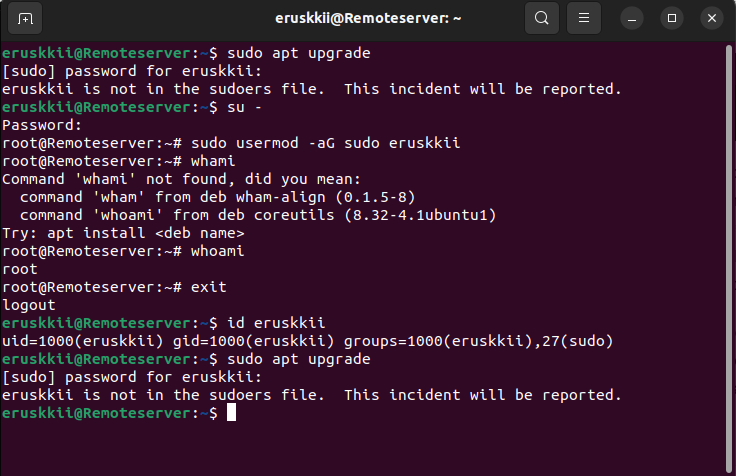 eruskkii@Remoteserver: ~
eruskkii@Remoteserver:~$ sudo apt upgrade
[sudo] password for eruskkii:
eruskkii is not in the sudoers file.  This incident will be reported.
eruskkii@Remoteserver:~$ su -
Password:
root@Remoteserver:~# sudo usermod -aG sudo eruskkii
root@Remoteserver:~# whami
Command 'whami' not found, did you mean:
  command 'wham' from deb wham-align (0.1.5-8)
  command 'whoami' from deb coreutils (8.32-4.1ubuntu1)
Try: apt install <deb name>
root@Remoteserver:~# whoami
root
root@Remoteserver:~# exit
logout
eruskkii@Remoteserver:~$ id eruskkii
uid=1000(eruskkii) gid=1000(eruskkii) groups=1000(eruskkii),27(sudo)
eruskkii@Remoteserver:~$ sudo apt upgrade
[sudo] password for eruskkii:
eruskkii is not in the sudoers file.  This incident will be reported.
eruskkii@Remoteserver:~$